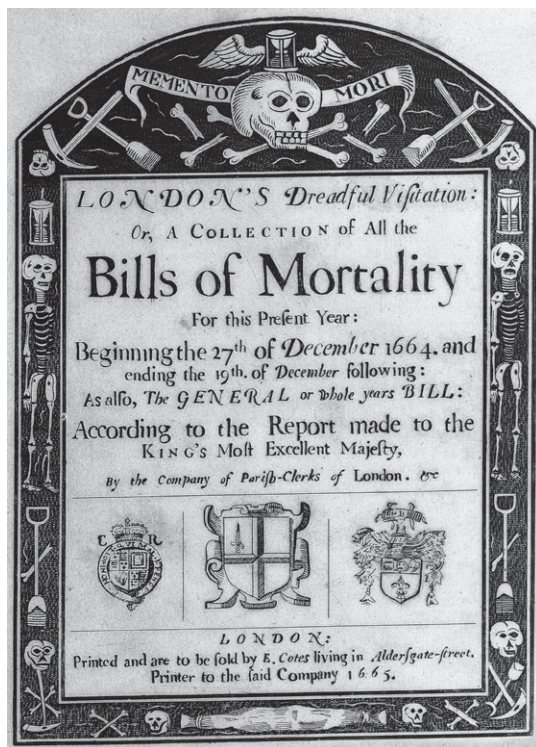 MEMENTO MORI
LONDON'S Dreadful Viſitation:
Or, A COLLECTION of All the
Bills of Mortality
For this Preſent Year:
Beginning the 27th of December 1664. and
ending the 19th. of December following:
As alſo, The GENERAL or whole years BILL:
According to the Report made to the
KING'S Moſt Excellent Majeſty,
By the Company of Pariſh-Clerks of London. &c
C R
LONDON:
Printed and are to be ſold by E. Cotes living in Alderſgate-ſtreet.
Printer to the ſaid Company 1665.